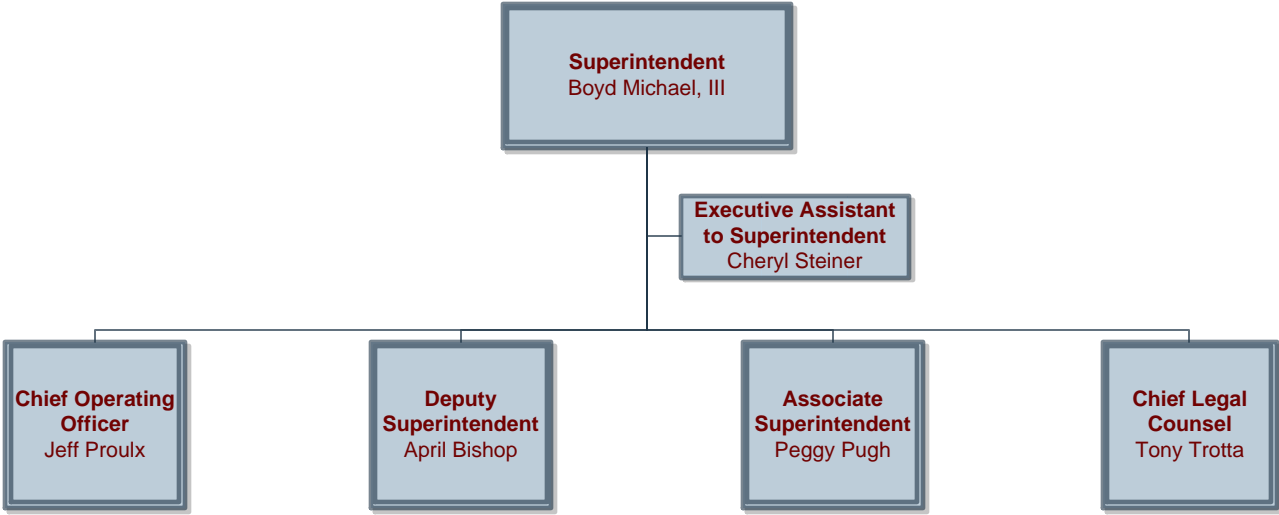 Superintendent
Boyd Michael, III
Executive Assistant
to Superintendent
Cheryl Steiner
Chief Operating
Officer
Jeff Proulx
Deputy
Superintendent
April Bishop
Associate
Superintendent
Peggy Pugh
Chief Legal
Counsel
Tony Trotta